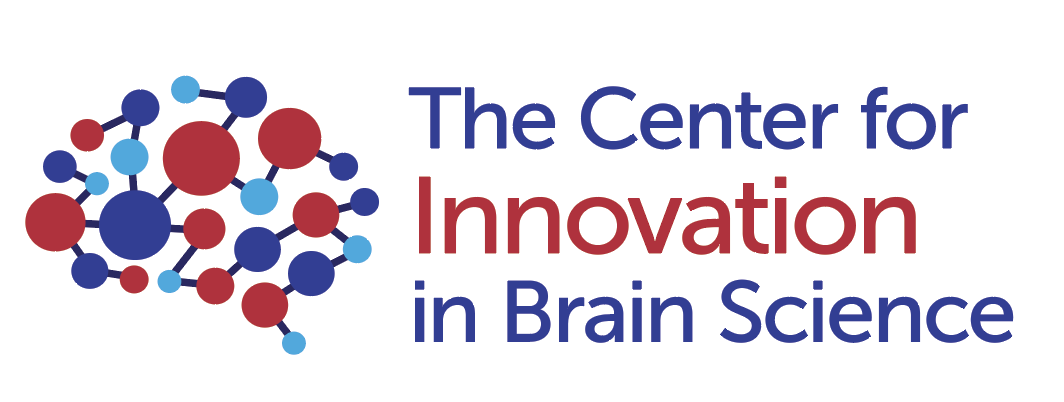 The Center for
Innovation
in Brain Science